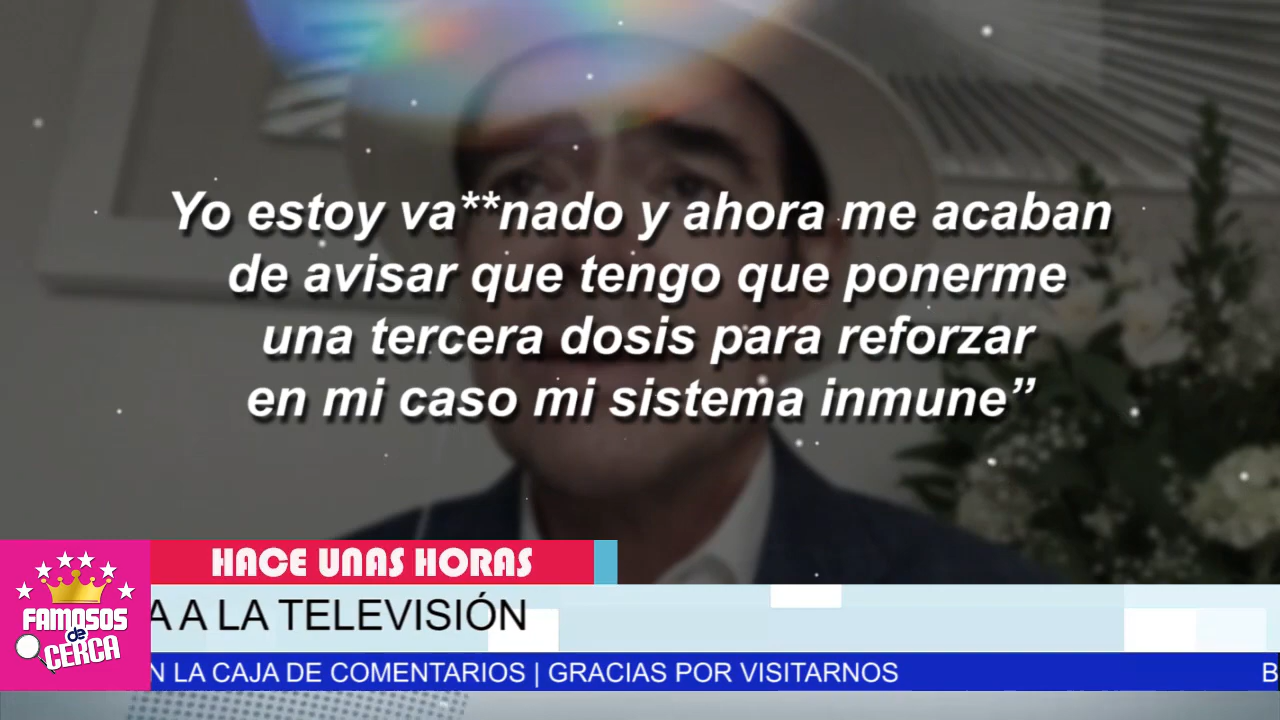 Yo estoy va**nado y ahora me acaban
de avisar que tengo que ponerme
una tercera dosis para reforzar
en mi caso mi sistema inmune”
HACE UNAS HORAS
A A LA TELEVISIÓN
FAMOSOS
de
CERCA
N LA CAJA DE COMENTARIOS | GRACIAS POR VISITARNOS
B